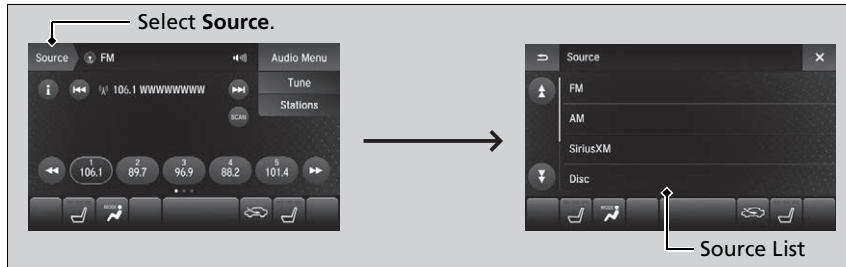 Select Source.
Source FM Audio Menu
106.1 WWWWWWWW Tune
Stations
SCAN
1 2 3 4 5
106.1 89.7 96.9 88.2 101.4
MODE
Source
FM
AM
SiriusXM
Disc
MODE
Source List